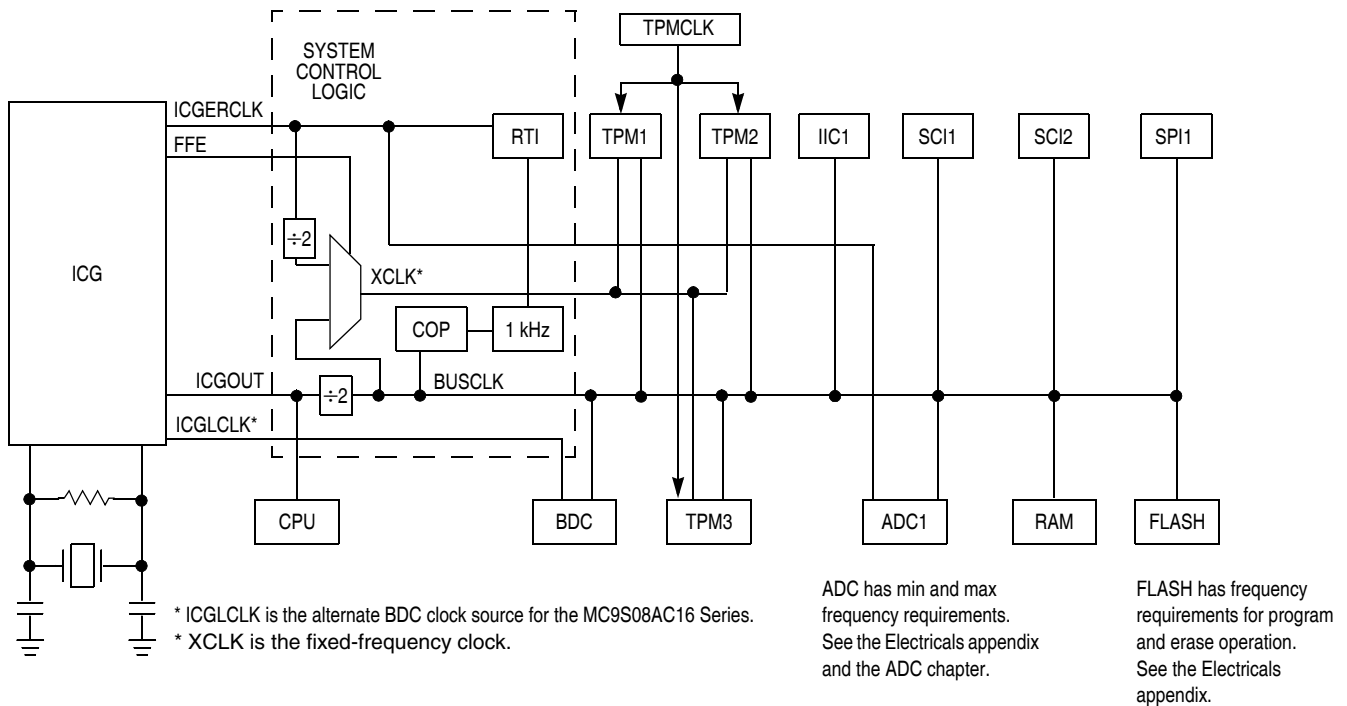 TPMCLK
SYSTEM
CONTROL
LOGIC
ICGERCLK
FFE
RTI
TPM1
TPM2
IIC1
SCI1
SCI2
SPI1
÷2
ICG
XCLK*
COP
1 kHz
ICGOUT
÷2
BUSCLK
ICGLCLK*
CPU
BDC
TPM3
ADC1
RAM
FLASH
* ICGLCLK is the alternate BDC clock source for the MC9S08AC16 Series.
* XCLK is the fixed-frequency clock.
ADC has min and max
frequency requirements.
See the Electricals appendix
and the ADC chapter.
FLASH has frequency
requirements for program
and erase operation.
See the Electricals
appendix.